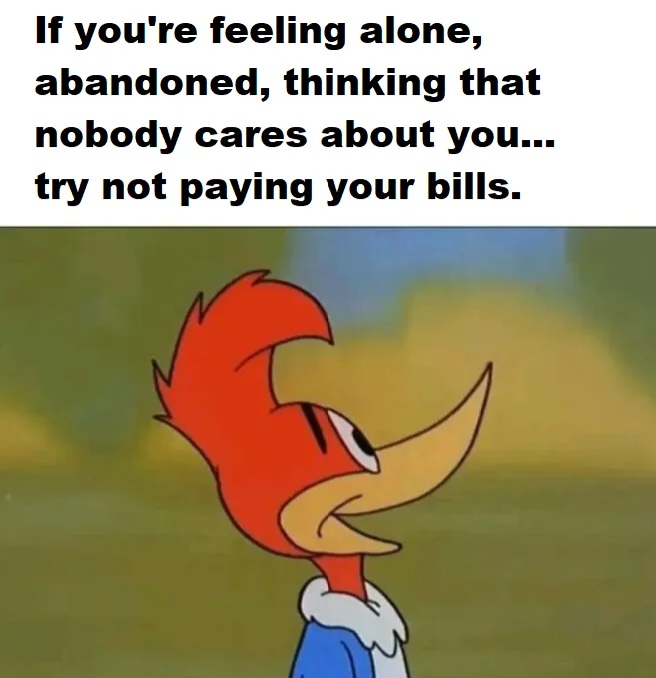 If you're feeling alone,
abandoned, thinking that
nobody cares about you...
try not paying your bills.